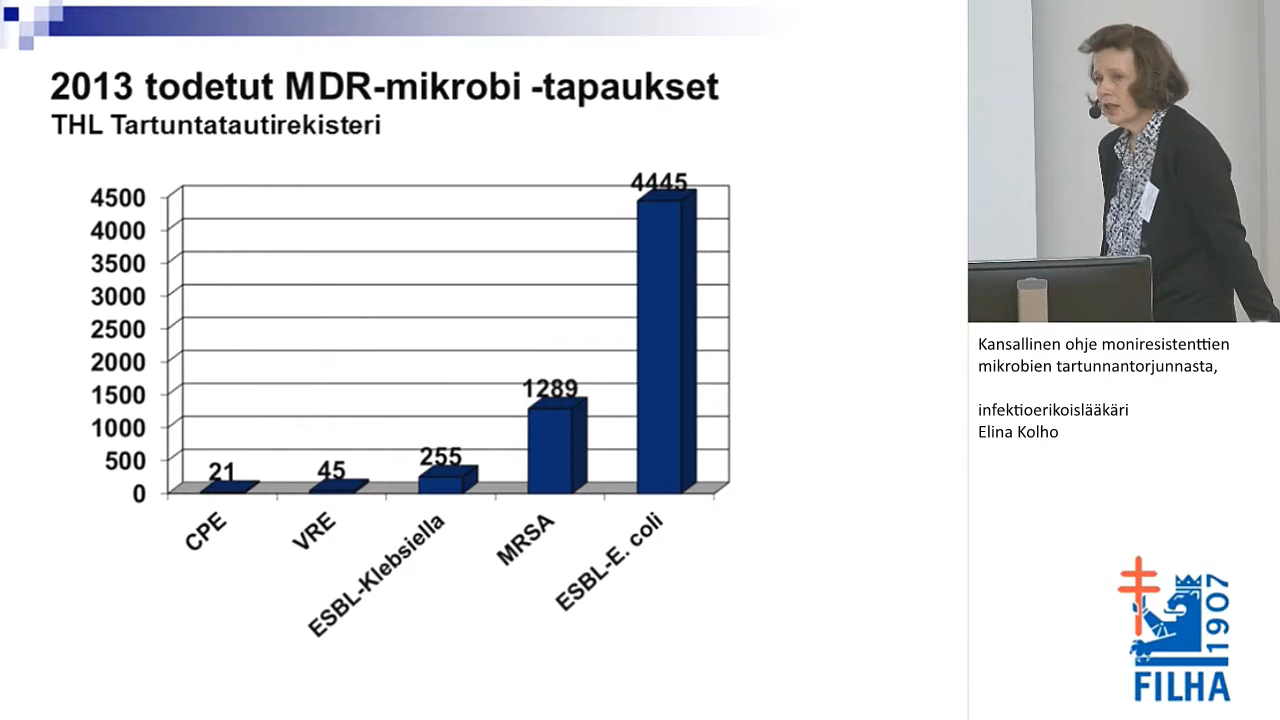 2013 todetut MDR-mikrobi -tapaukset
THL Tartuntatautirekisteri
4500
4000
3500
3000
2500
2000
1500
1000
500
0
21
45
255
1289
4445
CPE
VRE
ESBL-Klebsiella
MRSA
ESBL-E. coli
Kansallinen ohje moniresistenttien
mikrobien tartunnantorjunnasta,
infektioerikoislääkäri
Elina Kolho
1907
FILHA